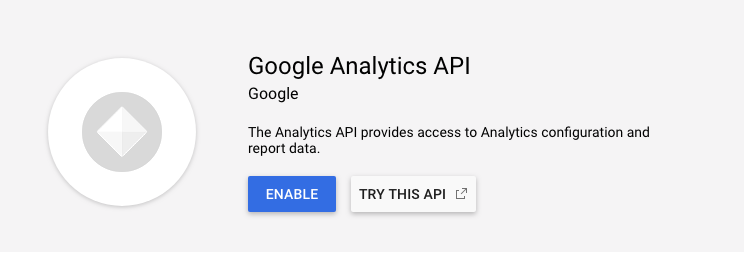 Google Analytics API
Google
The Analytics API provides access to Analytics configuration and
report data.
ENABLE
TRY THIS API